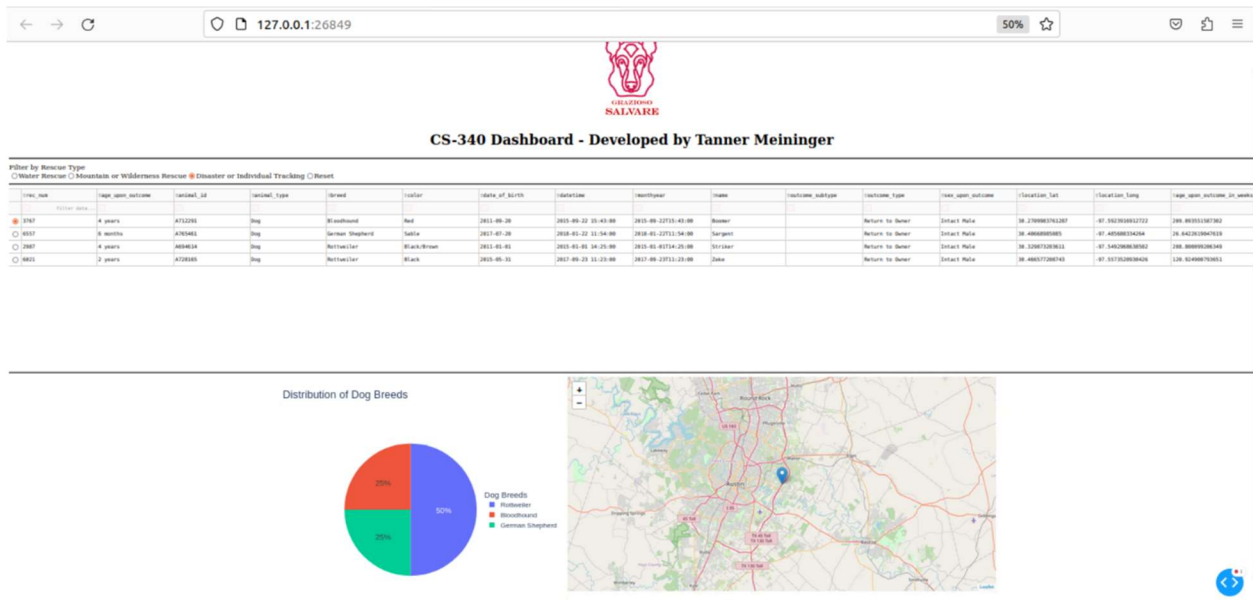 127.0.0.1:26849 50%
GRAZIOSO
SALVARE
CS-340 Dashboard - Developed by Tanner Meininger
Filter by Rescue Type
Water Rescue Mountain or Wilderness Rescue Disaster or Individual Tracking Reset
rec_num age_upon_outcome animal_id animal_type breed color date_of_birth datetime monthyear name outcome_subtype outcome_type sex_upon_outcome location_lat location_long age_upon_outcome_in_weeks
filter data...
3767 4 years A712291 Dog Bloodhound Red 2011-09-20 2015-09-22 15:43:00 2015-09-22T15:43:00 Boomer Return to Owner Intact Male
6557 6 months A765461 Dog German Shepherd Sable 2017-07-20 2018-01-22 11:54:00 2018-01-22T11:54:00 Sargent Return to Owner Intact Male
2987 4 years A694634 Dog Rottweiler Black/Brown 2011-01-01 2015-01-01 14:25:00 2015-01-01T14:25:00 Striker Return to Owner Intact Male
6021 2 years A728165 Dog Rottweiler Black 2015-05-31 2017-09-23 11:23:00 2017-09-23T11:23:00 Zeke Return to Owner Intact Male
Distribution of Dog Breeds
25%
50%
25%
Dog Breeds
Rottweiler
Bloodhound
German Shepherd
+
−
Round Rock
Austin
Dripping Springs
Leaflet